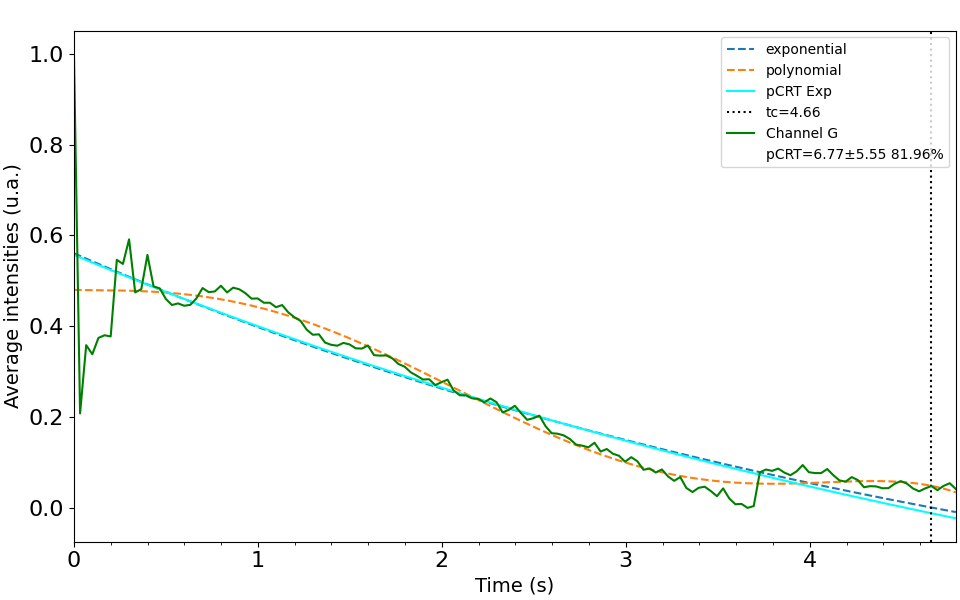 1.0
0.8
0.6
0.4
0.2
0.0
Average intensities (u.a.)
exponential
polynomial
pCRT Exp
tc=4.66
Channel G
pCRT=6.77±5.55 81.96%
0 1 2 3 4
Time (s)